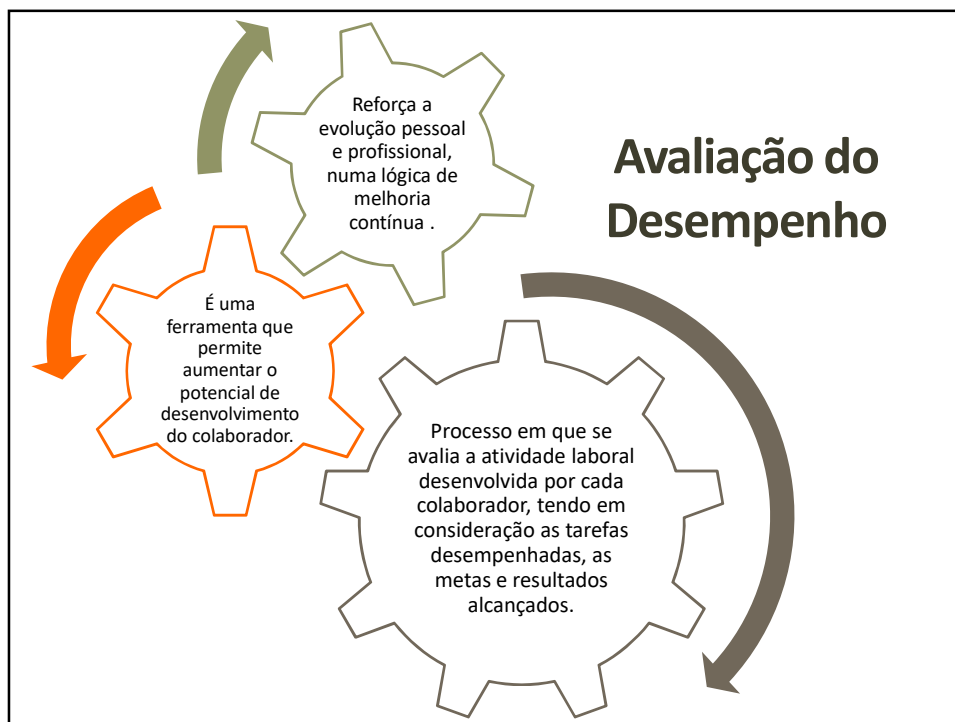 Avaliação do
Desempenho
Reforça a
evolução pessoal
e profissional,
numa lógica de
melhoria
contínua .
É uma
ferramenta que
permite
aumentar o
potencial de
desenvolvimento
do colaborador.
Processo em que se
avalia a atividade laboral
desenvolvida por cada
colaborador, tendo em
consideração as tarefas
desempenhadas, as
metas e resultados
alcançados.